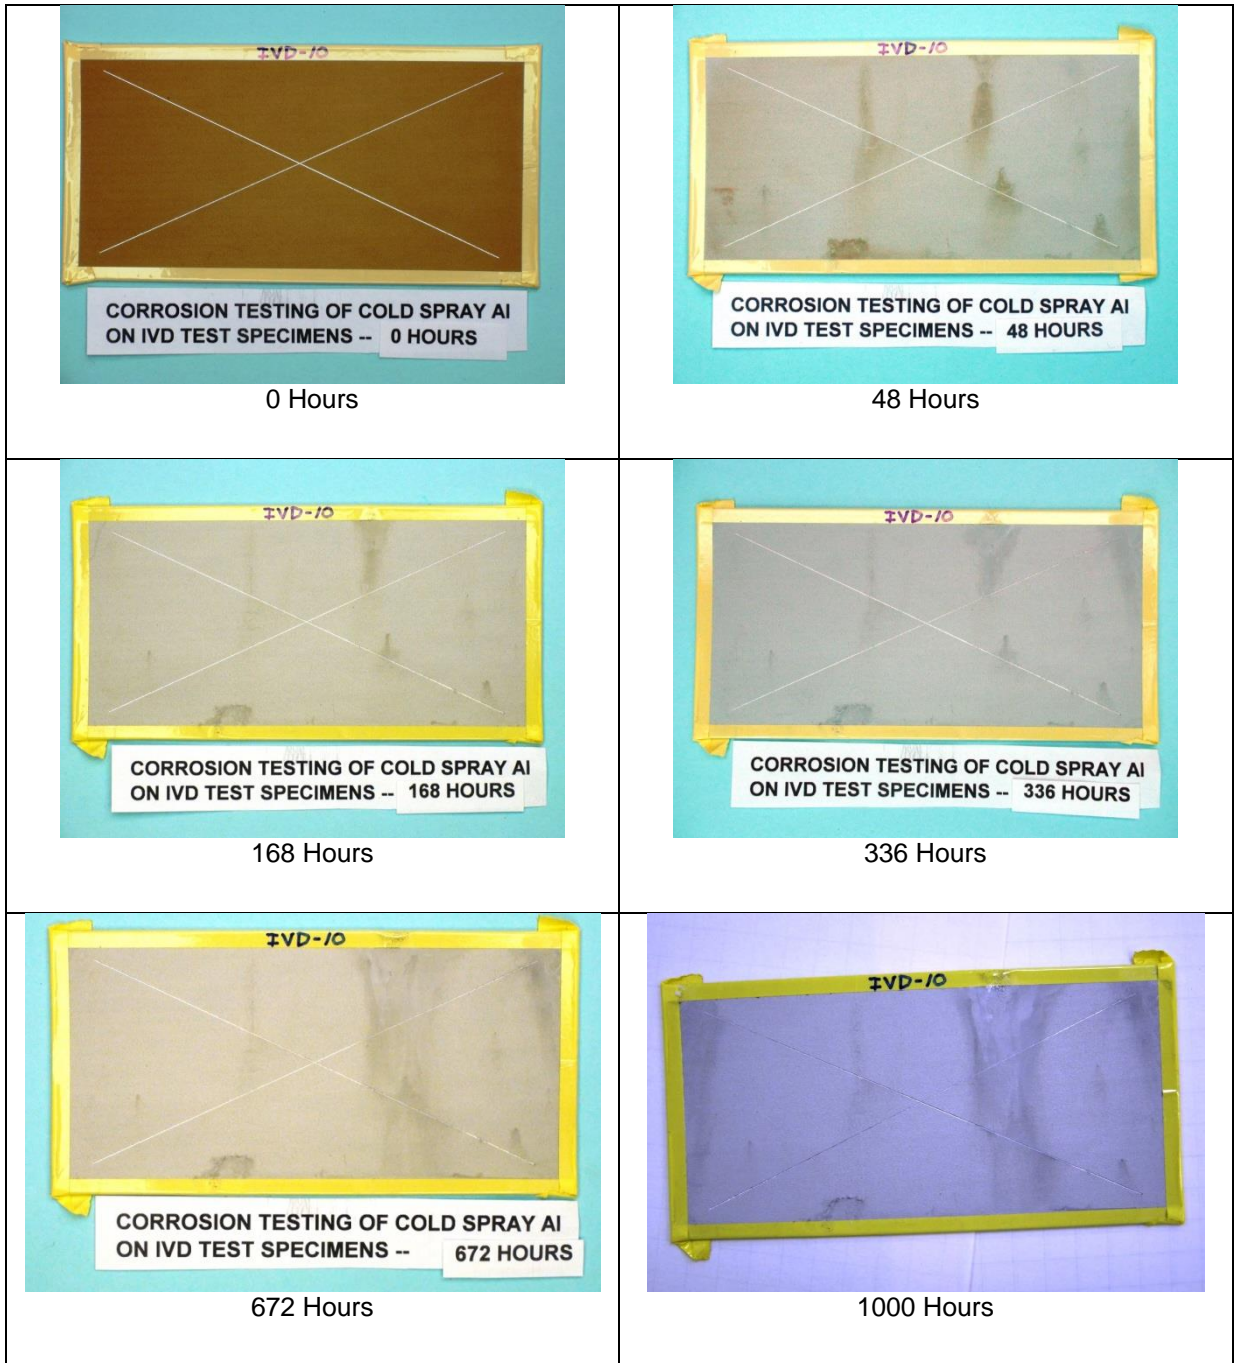 IVD-10
CORROSION TESTING OF COLD SPRAY Al
ON IVD TEST SPECIMENS -- 0 HOURS
0 Hours
IVD-10
CORROSION TESTING OF COLD SPRAY Al
ON IVD TEST SPECIMENS -- 48 HOURS
48 Hours
IVD-10
CORROSION TESTING OF COLD SPRAY Al
ON IVD TEST SPECIMENS -- 168 HOURS
168 Hours
IVD-10
CORROSION TESTING OF COLD SPRAY Al
ON IVD TEST SPECIMENS -- 336 HOURS
336 Hours
IVD-10
CORROSION TESTING OF COLD SPRAY Al
ON IVD TEST SPECIMENS -- 672 HOURS
672 Hours
IVD-10
1000 Hours